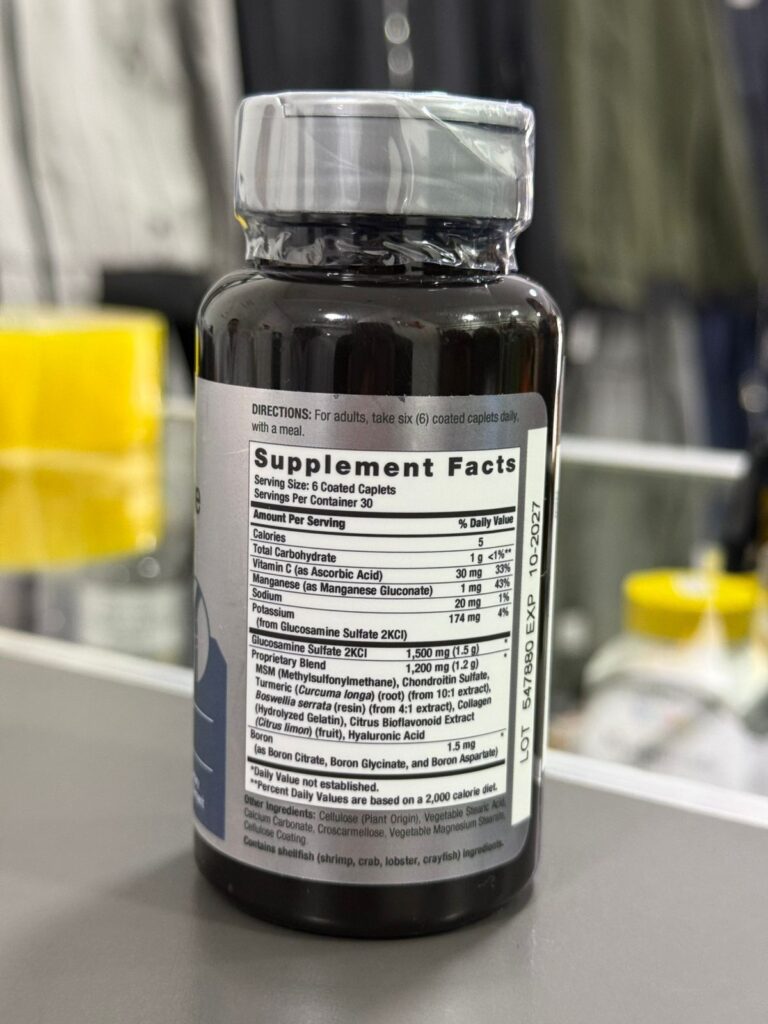 DIRECTIONS: For adults, take six (6) coated caplets daily,
with a meal.
Supplement Facts
Serving Size: 6 Coated Caplets
Servings Per Container 30
Amount Per Serving % Daily Value
Calories 5
Total Carbohydrate 1 g <1%**
Vitamin C (as Ascorbic Acid) 30 mg 33%
Manganese (as Manganese Gluconate) 1 mg 43%
Sodium 20 mg 1%
Potassium 174 mg 4%
(from Glucosamine Sulfate 2KCl)
Glucosamine Sulfate 2KCl 1,500 mg (1.5 g) *
Proprietary Blend 1,200 mg (1.2 g) *
MSM (Methylsulfonylmethane), Chondroitin Sulfate,
Turmeric (Curcuma longa) (root) (from 10:1 extract),
Boswellia serrata (resin) (from 4:1 extract), Collagen
(Hydrolyzed Gelatin), Citrus Bioflavonoid Extract
(Citrus limon) (fruit), Hyaluronic Acid
Boron 1.5 mg *
(as Boron Citrate, Boron Glycinate, and Boron Aspartate)
*Daily Value not established.
**Percent Daily Values are based on a 2,000 calorie diet.
Other Ingredients: Cellulose (Plant Origin), Vegetable Stearic Acid,
Calcium Carbonate, Croscarmellose, Vegetable Magnesium Stearate,
Cellulose Coating.
Contains shellfish (shrimp, crab, lobster, crayfish) ingredients.
LOT 547880 EXP 10-2027